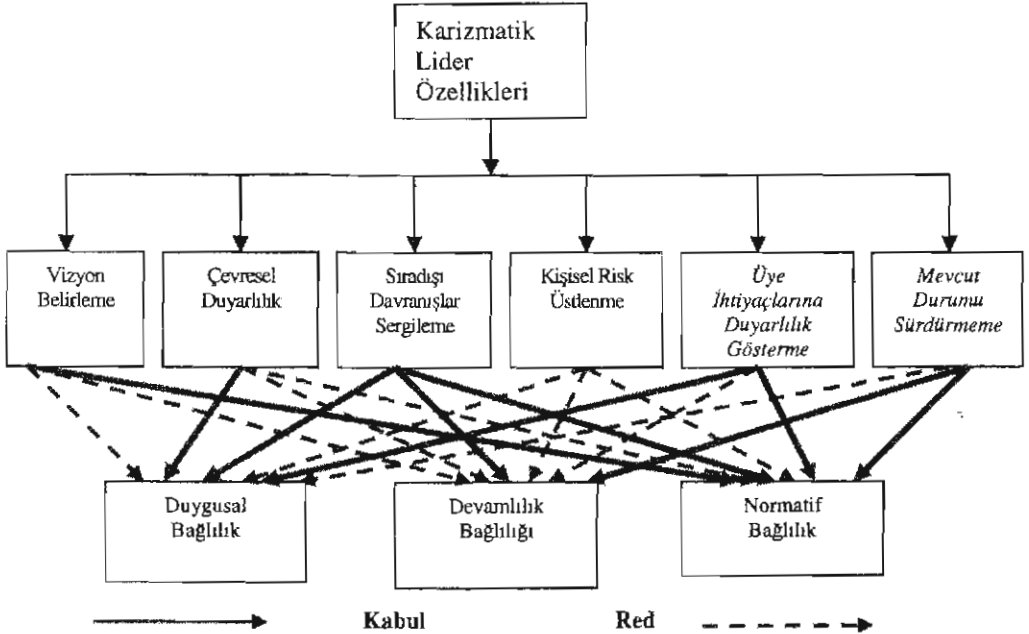 Karizmatik
Lider
Özellikleri
Vizyon
Belirleme
Çevresel
Duyarlılık
Sıradışı
Davranışlar
Sergileme
Kişisel Risk
Üstlenme
Üye
İhtiyaçlarına
Duyarlılık
Gösterme
Mevcut
Durumu
Sürdürmeme
Duygusal
Bağlılık
Devamlılık
Bağlılığı
Normatif
Bağlılık
Kabul
Red